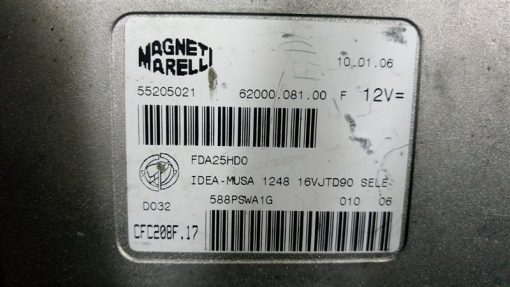 MAGNETI
MARELLI
10.01.06
55205021 62000.081.00 F 12V=
FDA25HD0
IDEA-MUSA 1248 16VJTD90 SELE
D032 588PSWA1G 010 06
CFC208F.17